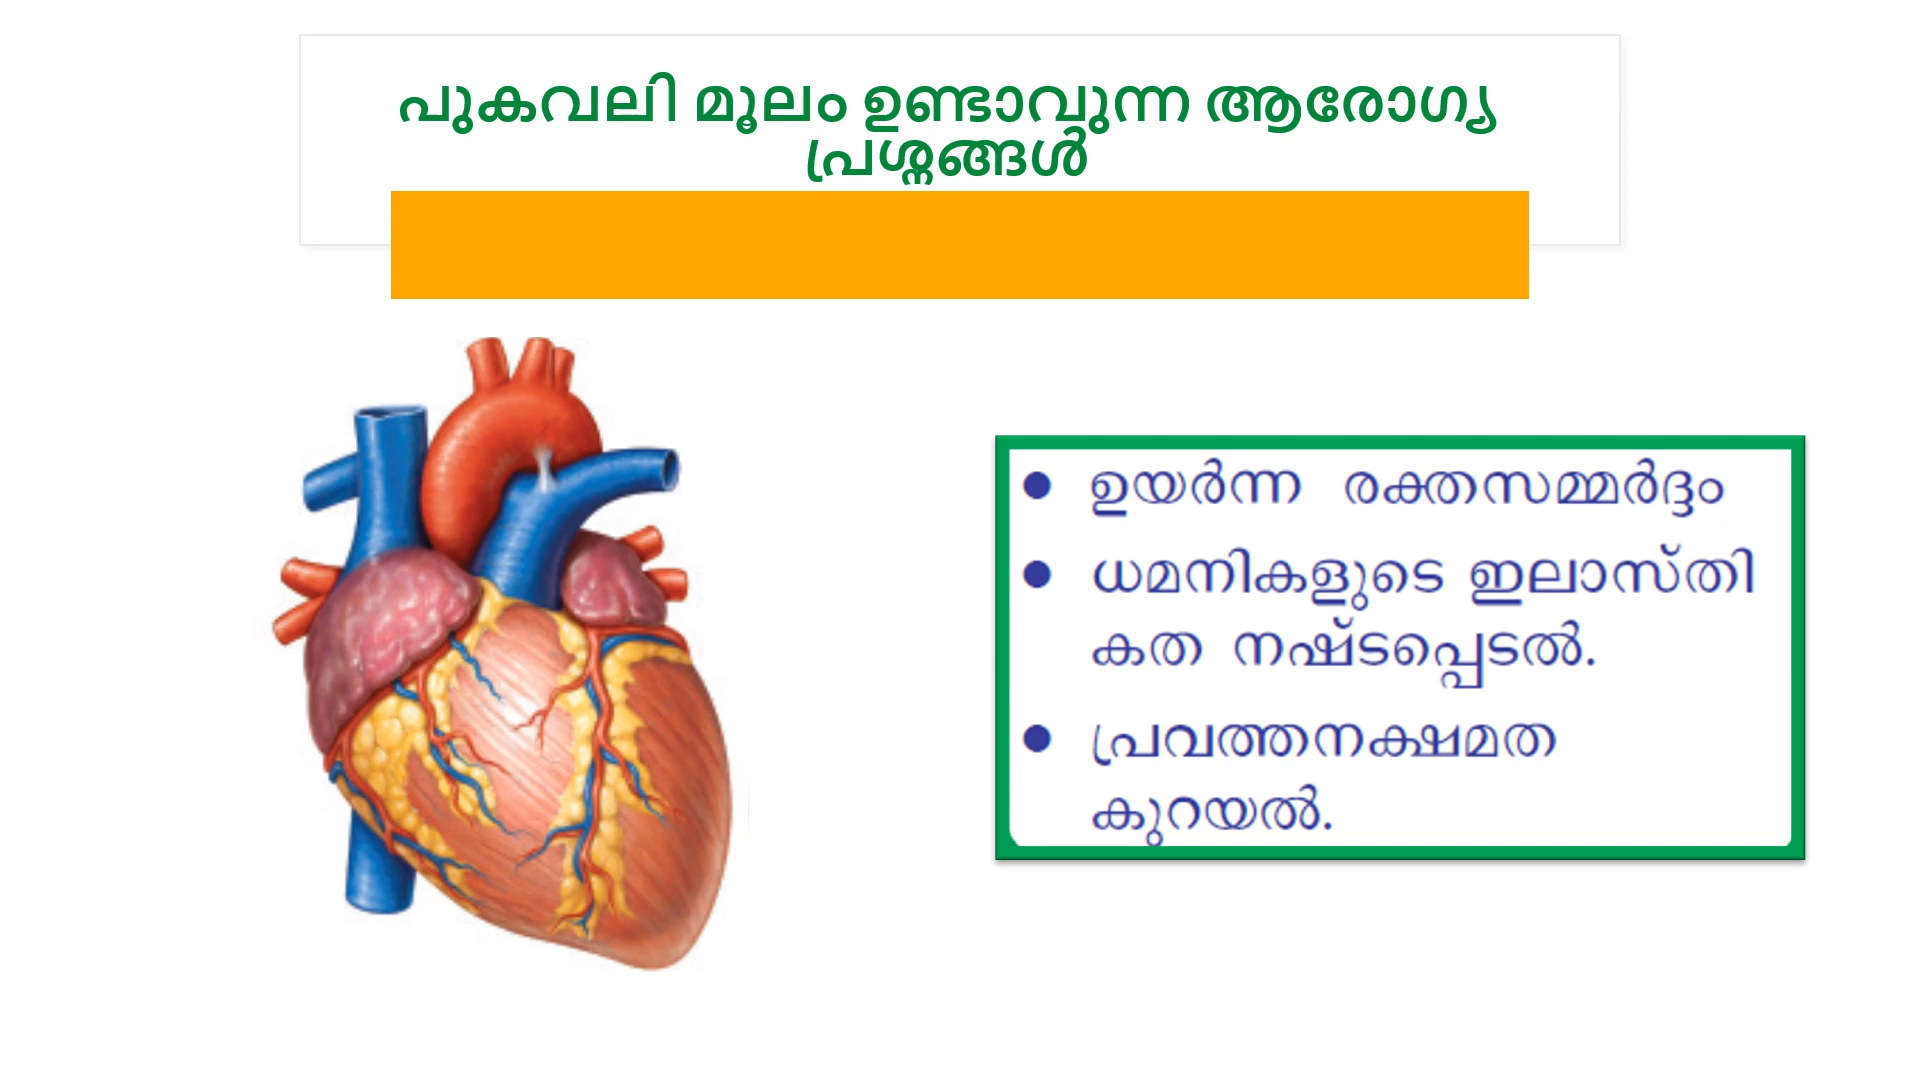 പുകവലി മൂലം ഉണ്ടാവുന്ന ആരോഗ്യ
പ്രശ്നങ്ങൾ
● ഉയർന്ന രക്തസമ്മർദ്ദം
● ധമനികളുടെ ഇലാസ്തി
കത നഷ്ടപ്പെടൽ.
● പ്രവത്തനക്ഷമത
കുറയൽ.